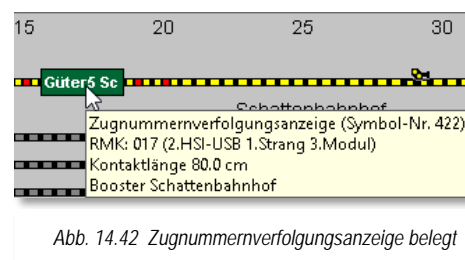 15 20 25 30
Güter5 Sc
Schattenbahnhof
Zugnummernverfolgungsanzeige (Symbol-Nr. 422)
RMK: 017 (2.HSI-USB 1.Strang 3.Modul)
Kontaktlänge 80.0 cm
Booster Schattenbahnhof
Abb. 14.42 Zugnummernverfolgungsanzeige belegt